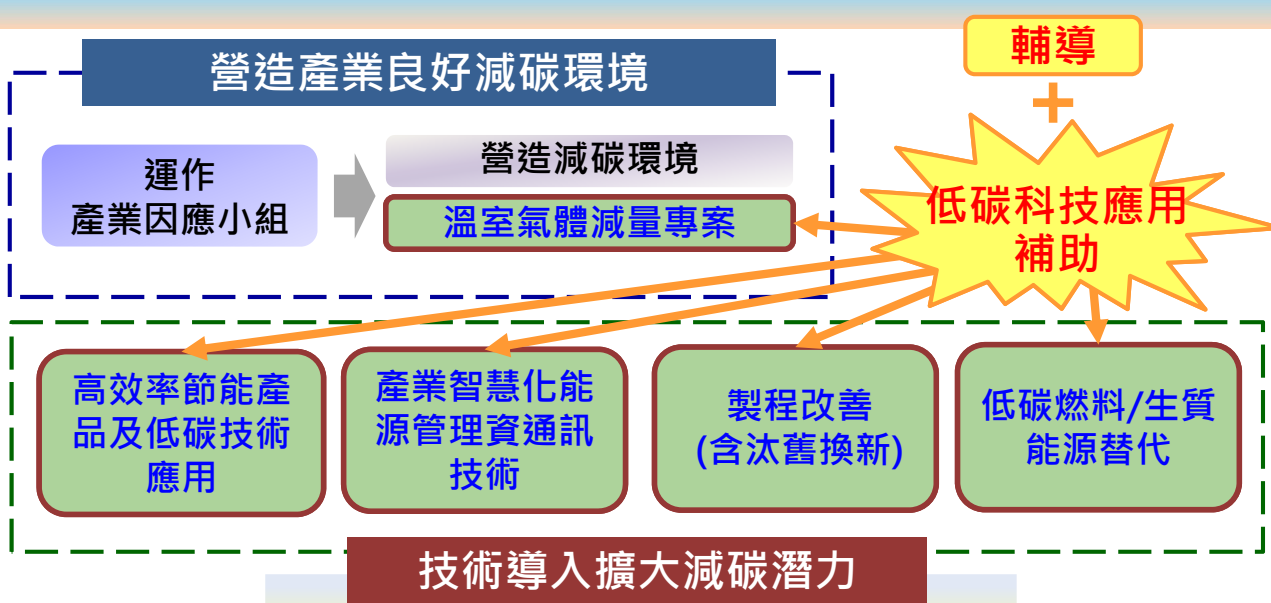 營造產業良好減碳環境
輔導
+
運作
產業因應小組
營造減碳環境
溫室氣體減量專案
低碳科技應用
補助
高效率節能產
品及低碳技術
應用
產業智慧化能
源管理資通訊
技術
製程改善
(含汰舊換新)
低碳燃料/生質
能源替代
技術導入擴大減碳潛力